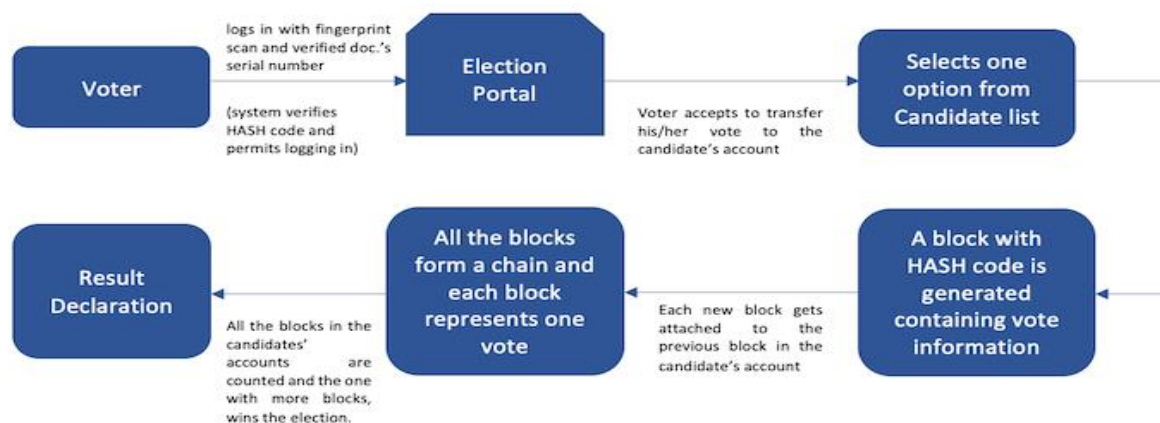 Voter
logs in with fingerprint
scan and verified doc.'s
serial number
(system verifies
HASH code and
permits logging in)
Election
Portal
Voter accepts to transfer
his/her vote to the
candidate's account
Selects one
option from
Candidate list
A block with
HASH code is
generated
containing vote
information
Each new block gets
attached to the
previous block in the
candidate's account
All the blocks
form a chain and
each block
represents one
vote
All the blocks in the
candidates'
accounts are
counted and the one
with more blocks,
wins the election.
Result
Declaration